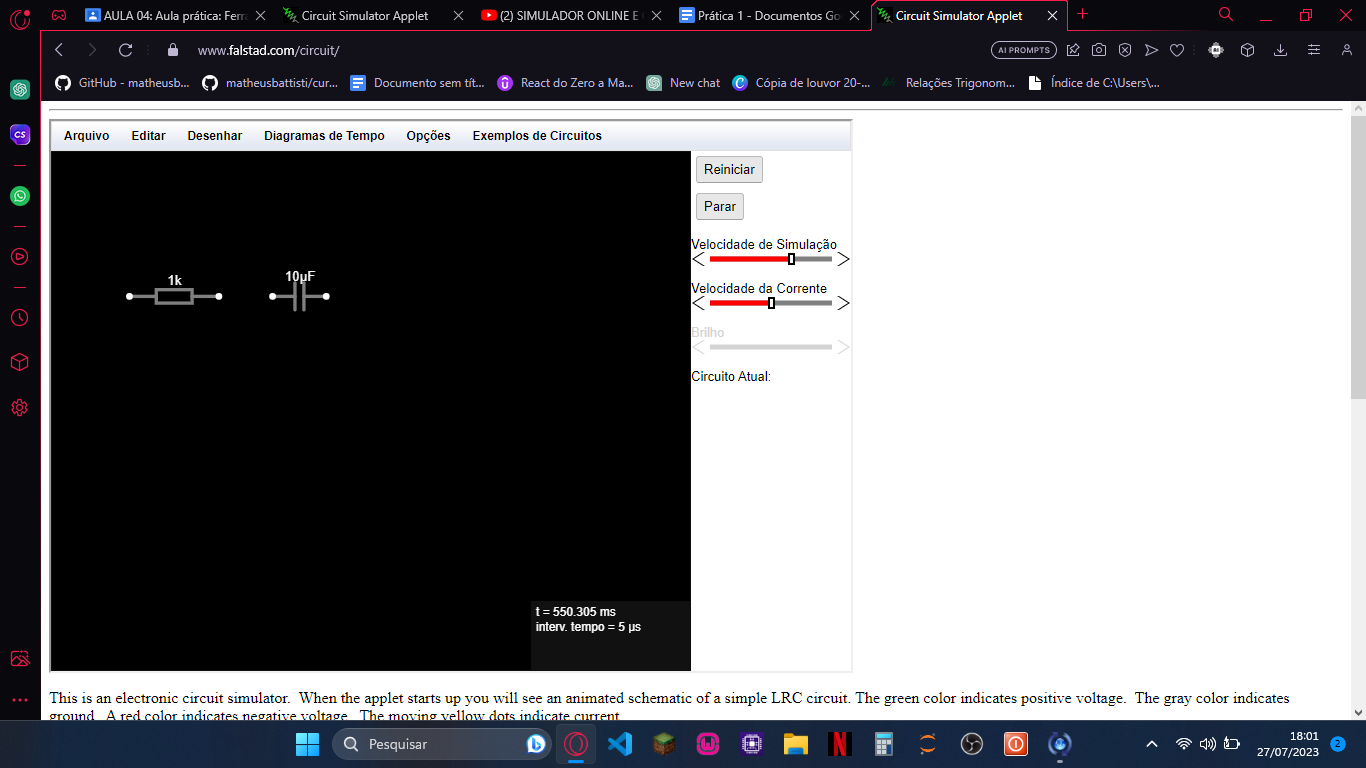 AULA 04: Aula prática: Ferra
Circuit Simulator Applet
(2) SIMULADOR ONLINE E
Prática 1 - Documentos Goo
Circuit Simulator Applet
www.falstad.com/circuit/
AI PROMPTS
GitHub - matheusb...
matheusbattisti/cur...
Documento sem tít...
React do Zero a Ma...
New chat
Cópia de louvor 20-...
Relações Trigonom...
Índice de C:\Users\...
CS
Arquivo Editar Desenhar Diagramas de Tempo Opções Exemplos de Circuitos
Reiniciar
Parar
Velocidade de Simulação
Velocidade da Corrente
Brilho
Circuito Atual:
1k
10µF
t = 550.305 ms
interv. tempo = 5 µs
This is an electronic circuit simulator. When the applet starts up you will see an animated schematic of a simple LRC circuit. The green color indicates positive voltage. The gray color indicates
ground. A red color indicates negative voltage. The moving yellow dots indicate current.
Pesquisar
18:01
27/07/2023
2